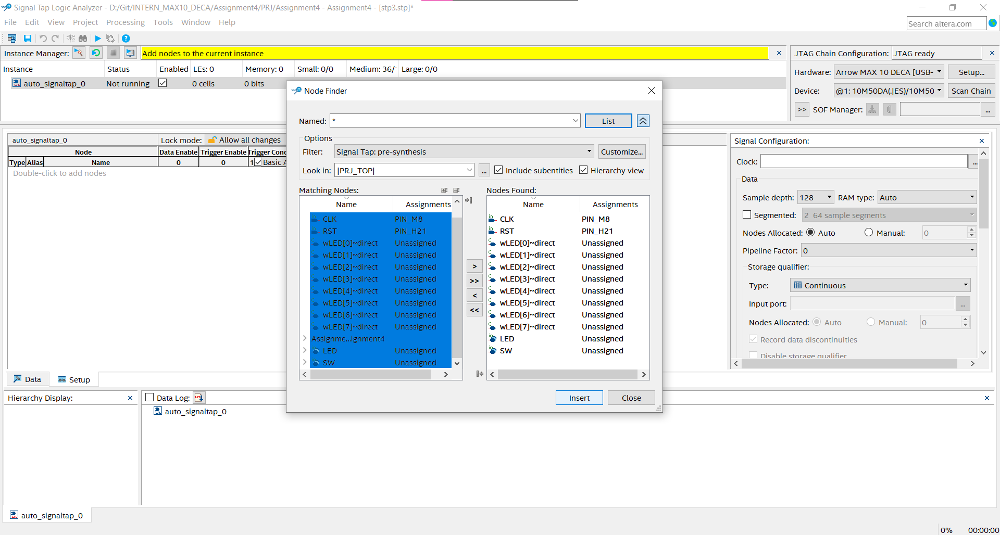 Signal Tap Logic Analyzer - D:/Git/INTERN_MAX10_DECA/Assignment4/PRJ/Assignment4 - Assignment4 - [stp3.stp]*
File Edit View Project Processing Tools Window Help
Search altera.com
Instance Manager: Add nodes to the current instance
JTAG Chain Configuration: JTAG ready
Instance Status Enabled LEs: 0 Memory: 0 Small: 0/0 Medium: 36/ Large: 0/0
auto_signaltap_0 Not running 0 cells 0 bits
Hardware: Arrow MAX 10 DECA [USB- Setup...
Device: @1: 10M50DA(.|ES)/10M50 Scan Chain
>> SOF Manager: ...
Node Finder
Named: * List
Options
Filter: Signal Tap: pre-synthesis Customize...
Look in: |PRJ_TOP| ... Include subentities Hierarchy view
Matching Nodes:
Name Assignments
CLK PIN_M8
RST PIN_H21
wLED[0]~direct Unassigned
wLED[1]~direct Unassigned
wLED[2]~direct Unassigned
wLED[3]~direct Unassigned
wLED[4]~direct Unassigned
wLED[5]~direct Unassigned
wLED[6]~direct Unassigned
wLED[7]~direct Unassigned
Assignme...ignment4
LED Unassigned
SW Unassigned
>
>>
<
<<
Nodes Found:
Name Assignments
CLK PIN_M8
RST PIN_H21
wLED[0]~direct Unassigned
wLED[1]~direct Unassigned
wLED[2]~direct Unassigned
wLED[3]~direct Unassigned
wLED[4]~direct Unassigned
wLED[5]~direct Unassigned
wLED[6]~direct Unassigned
wLED[7]~direct Unassigned
LED Unassigned
SW Unassigned
Insert Close
auto_signaltap_0 Lock mode: Allow all changes
Node Data Enable Trigger Enable Trigger Cond
Type Alias Name 0 0 1 Basic A
Double-click to add nodes
Signal Configuration:
Clock: ...
Data
Sample depth: 128 RAM type: Auto
Segmented: 2 64 sample segments
Nodes Allocated: Auto Manual: 0
Pipeline Factor: 0
Storage qualifier:
Type: Continuous
Input port: ...
Nodes Allocated: Auto Manual: 0
Record data discontinuities
Disable storage qualifier
Data Setup
Hierarchy Display:
Data Log:
auto_signaltap_0
auto_signaltap_0
0% 00:00:00